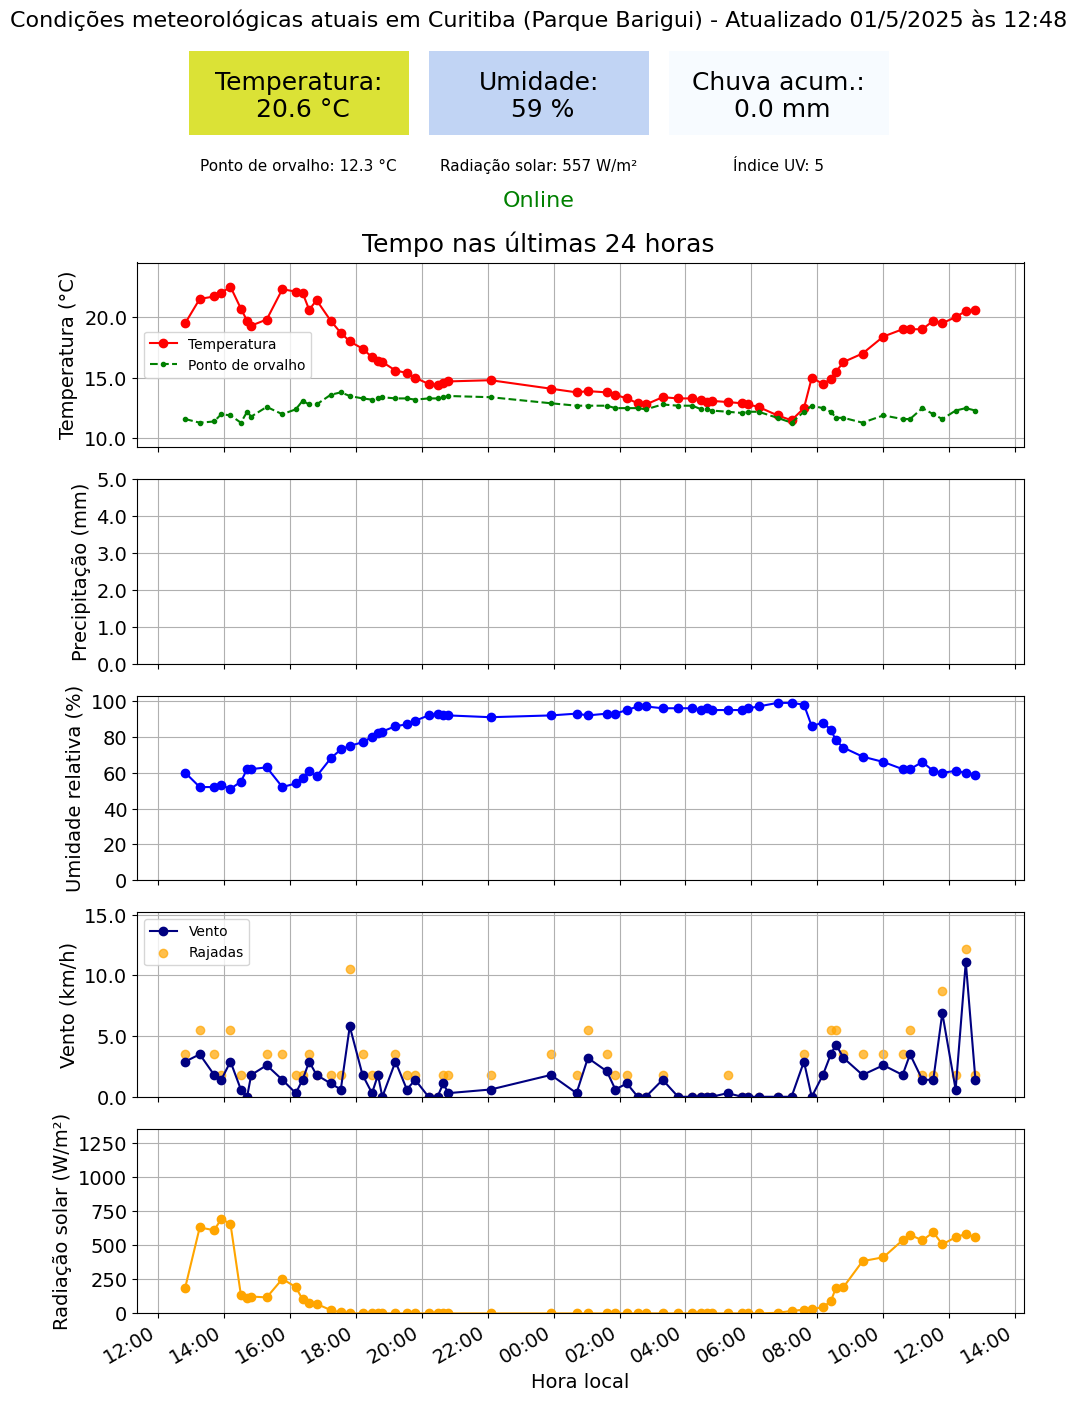 Condições meteorológicas atuais em Curitiba (Parque Barigui) - Atualizado 01/5/2025 às 12:48
Temperatura:
20.6 °C
Umidade:
59 %
Chuva acum.:
0.0 mm
Ponto de orvalho: 12.3 °C
Radiação solar: 557 W/m²
Índice UV: 5
Online
Tempo nas últimas 24 horas
Temperatura (°C)
20.0
15.0
10.0
Temperatura
Ponto de orvalho
Precipitação (mm)
5.0
4.0
3.0
2.0
1.0
0.0
Umidade relativa (%)
100
80
60
40
20
0
Vento (km/h)
15.0
10.0
5.0
0.0
Vento
Rajadas
Radiação solar (W/m²)
1250
1000
750
500
250
0
12:00 14:00 16:00 18:00 20:00 22:00 00:00 02:00 04:00 06:00 08:00 10:00 12:00 14:00
Hora local